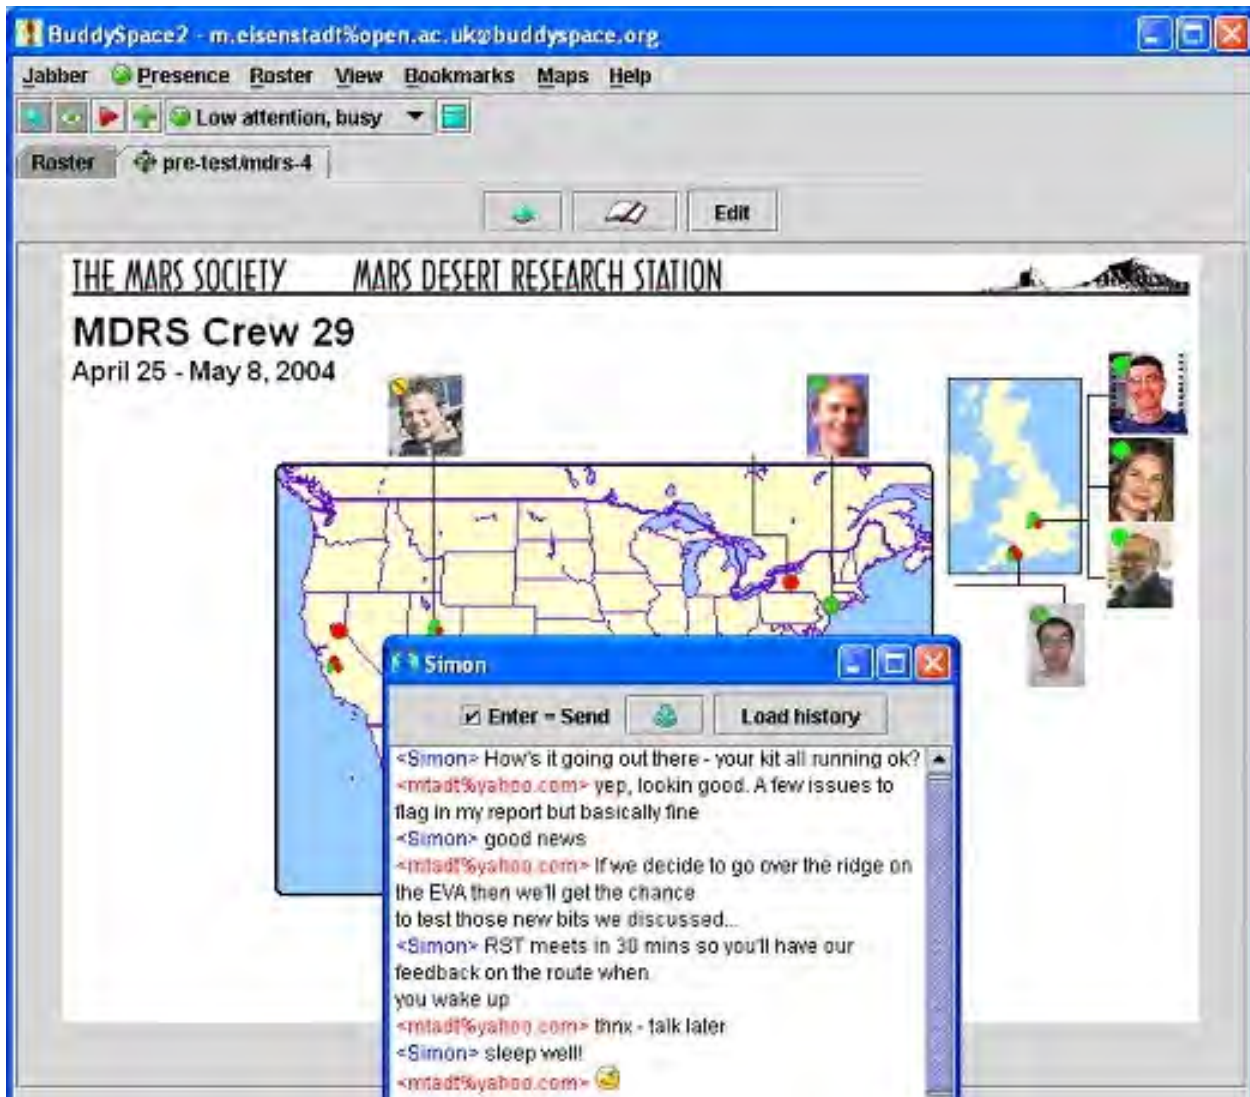 BuddySpace2 - m.eisenstadt%open.ac.uk@buddyspace.org
Jabber Presence Roster View Bookmarks Maps Help
Low attention, busy
Roster pre-test/mdrs-4
Edit
THE MARS SOCIETY MARS DESERT RESEARCH STATION
MDRS Crew 29
April 25 - May 8, 2004
Simon
Enter = Send Load history
<Simon> How's it going out there - your kit all running ok?
<mtadt%yahoo.com> yep, lookin good. A few issues to
flag in my report but basically fine
<Simon> good news
<mtadt%yahoo.com> If we decide to go over the ridge on
the EVA then we'll get the chance
to test those new bits we discussed...
<Simon> RST meets in 30 mins so you'll have our
feedback on the route when
you wake up
<mtadt%yahoo.com> thnx - talk later
<Simon> sleep well!
<mtadt%yahoo.com>